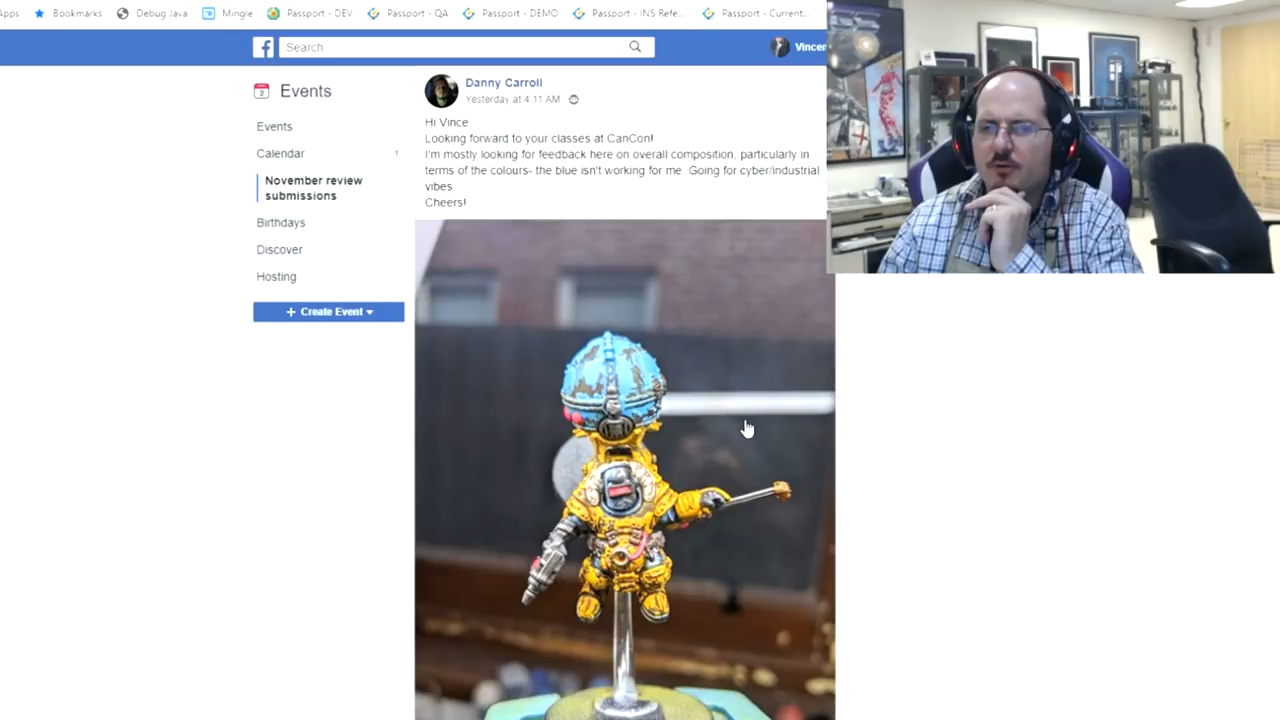 Apps Bookmarks Debug Java Mingle Passport - DEV Passport - QA Passport - DEMO Passport - INS Refe... Passport - Current,...
Search
Vincen
2 Events
Events
Calendar 1
November review
submissions
Birthdays
Discover
Hosting
+ Create Event
Danny Carroll
Yesterday at 4:11 AM
Hi Vince
Looking forward to your classes at CanCon!
I'm mostly looking for feedback here on overall composition, particularly in
terms of the colours- the blue isn't working for me Going for cyber/industrial
vibes
Cheers!